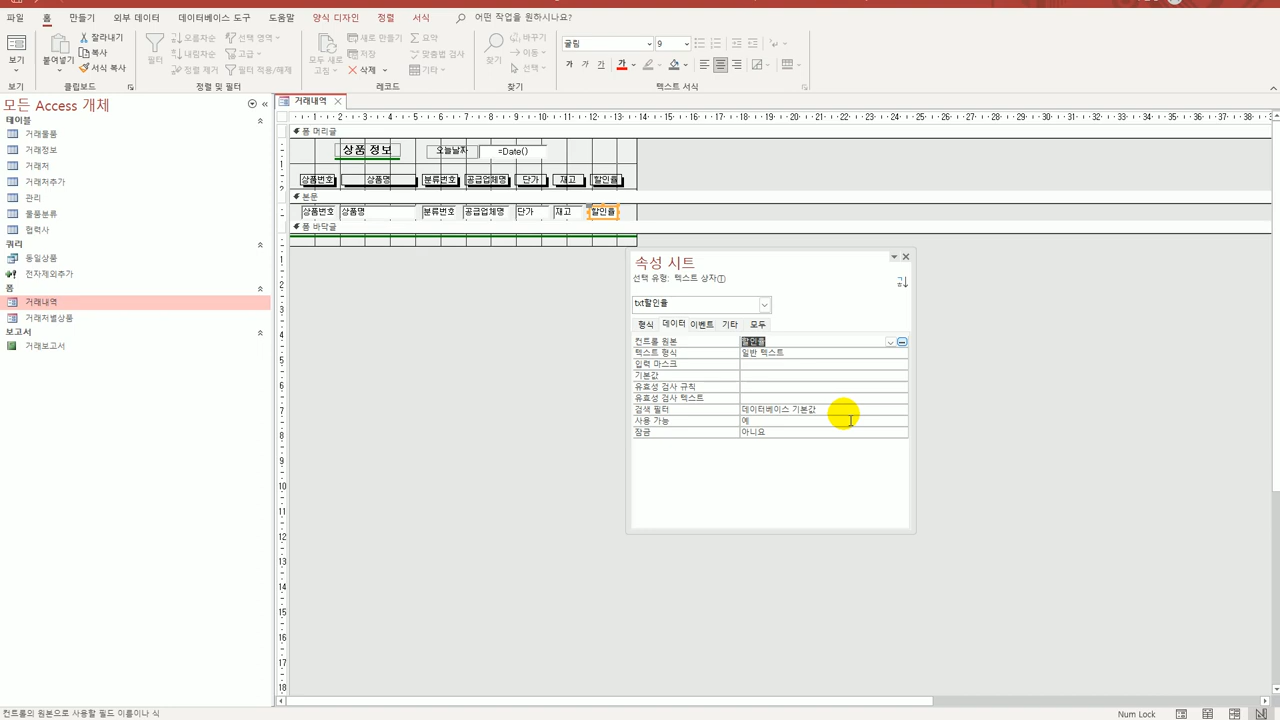 파일 홈 만들기 외부 데이터 데이터베이스 도구 도움말 양식 디자인 정렬 서식 어떤 작업을 원하시나요?
보기
붙여넣기
잘라내기
복사
서식 복사
클립보드
필터
오름차순
내림차순
정렬 제거
선택 영역
고급
필터 적용/해제
정렬 및 필터
모두 새로 고침
새로 만들기
저장
삭제
요약
맞춤법 검사
기타
레코드
찾기
바꾸기
이동
선택
찾기
굴림 9
가 가 가 가
텍스트 서식
모든 Access 개체
테이블
거래물품
거래정보
거래처
거래처추가
관리
물품분류
협력사
쿼리
동일상품
전자제외추가
폼
거래내역
거래처별상품
보고서
거래보고서
거래내역
폼 머리글
상품 정보 오늘날짜 =Date()
상품번호 상품명 분류번호 공급업체명 단가 재고 할인률
본문
상품번호 상품명 분류번호 공급업체명 단가 재고 할인률
폼 바닥글
속성 시트
선택 유형: 텍스트 상자(T)
txt할인률
형식 데이터 이벤트 기타 모두
컨트롤 원본 할인률
텍스트 형식 일반 텍스트
입력 마스크
기본값
유효성 검사 규칙
유효성 검사 텍스트
검색 필터 데이터베이스 기본값
사용 가능 예
잠금 아니요
컨트롤의 원본으로 사용할 필드 이름이나 식
Num Lock